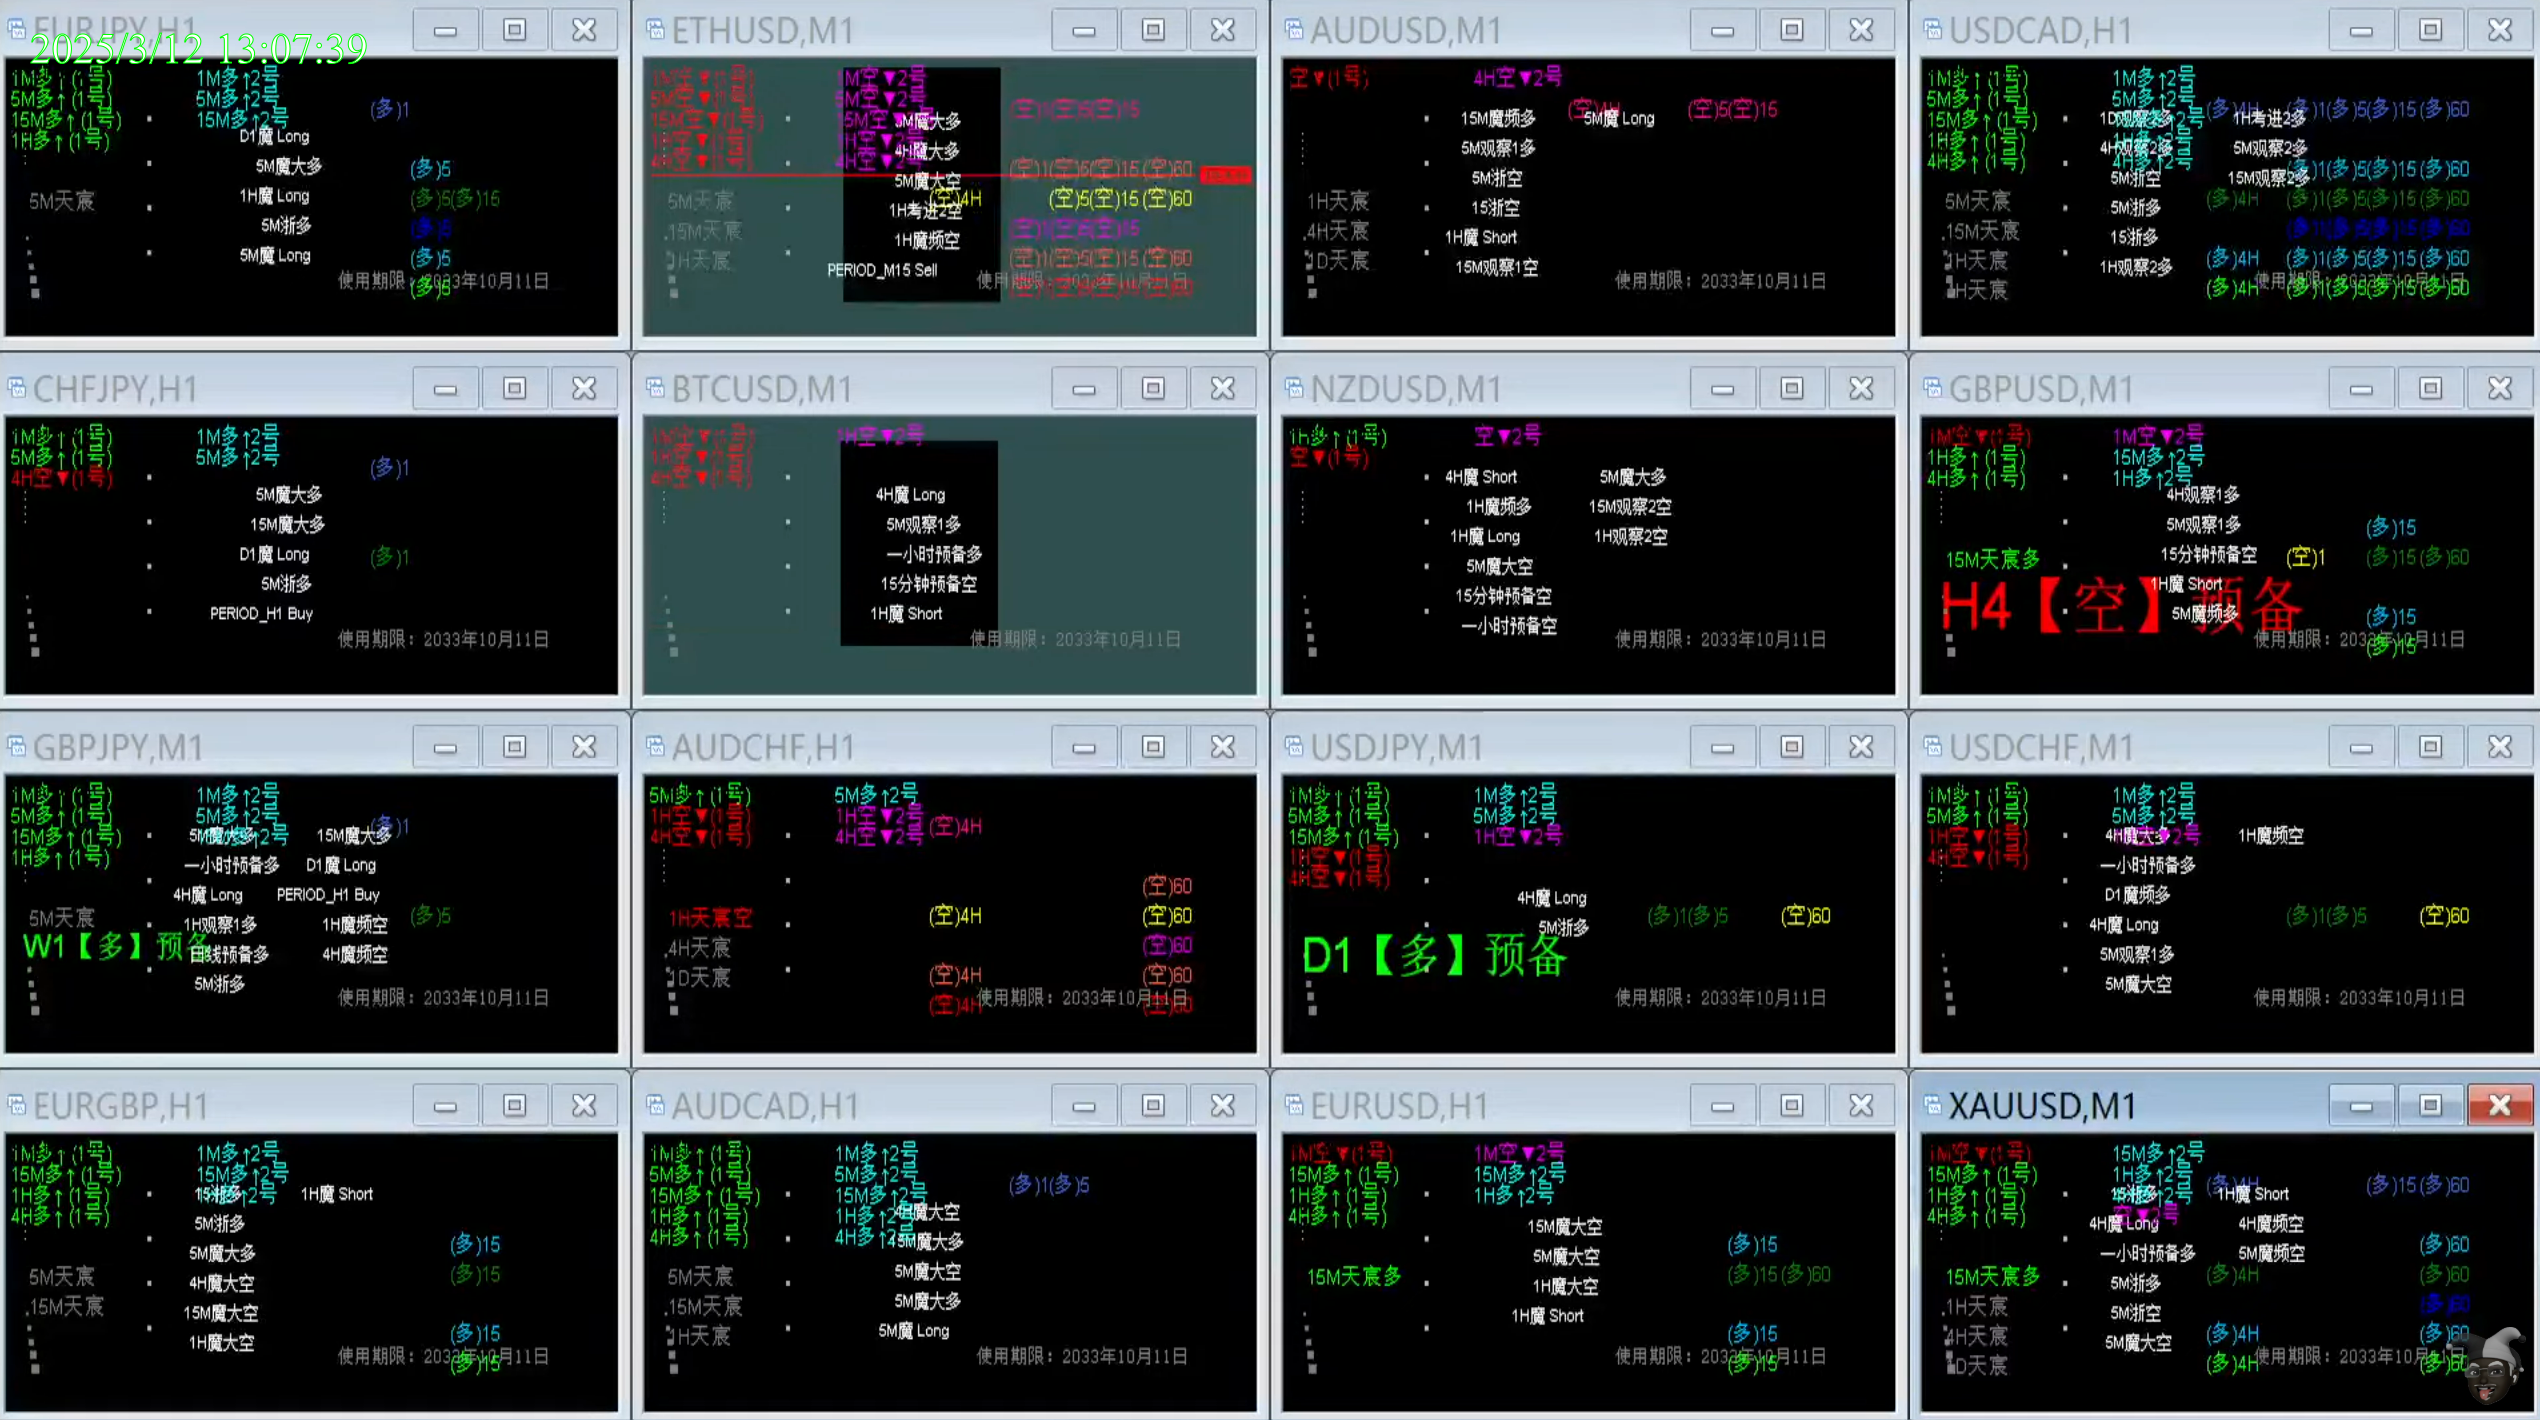 EURJPY,H1
2025/3/12 13:07:39
1M多↑(1号) 1M多↑2号
5M多↑(1号) 5M多↑2号 (多)1
15M多↑(1号) 15M多↑2号
1H多↑(1号) D1魔 Long
5M魔大多 (多)5
5M天宸 1H魔 Long (多)5(多)15
5M浙多 (多)5
5M魔 Long (多)5
使用期限：2033年10月11日
(多)5
ETHUSD,M1
1M空▼(1号) 1M空▼2号
5M空▼(1号) 5M空▼2号 (空)1(空)5(空)15
15M空▼(1号) 15M空▼ 5M魔大多
1H空▼(1号) 1H空▼2号
4H空▼(1号) 4H空▼2号 4H魔大多
(空)1(空)5(空)15(空)60
5M魔大空
5M天宸 (空)4H (空)5(空)15(空)60
1H考进2空
15M天宸 (空)1(空)5(空)15
1H魔频空
1H天宸 (空)1(空)5(空)15(空)60
PERIOD_M15 Sell
AUDUSD,M1
空▼(1号) 4H空▼2号
(空)4H (空)5(空)15
15M魔频多 5M魔 Long
5M观察1多
5M浙空
1H天宸 15浙空
4H天宸 1H魔 Short
1D天宸 15M观察1空
使用期限：2033年10月11日
USDCAD,H1
1M多↑(1号) 1M多↑2号
5M多↑(1号) 5M多↑2号 (多)4H (多)1(多)5(多)15(多)60
15M多↑(1号) 1H考进2多
1H多↑(1号) 4H观察2多 5M观察2多
4H多↑(1号) 4H多↑2号 (多)1(多)5(多)15(多)60
5M浙空 15M观察2多
5M天宸 5M浙多 (多)4H (多)1(多)5(多)15(多)60
15M天宸 15浙多
1H天宸 1H观察2多 (多)4H (多)1(多)5(多)15(多)60
(多)4H (多)1(多)5(多)15(多)60
CHFJPY,H1
1M多↑(1号) 1M多↑2号
5M多↑(1号) 5M多↑2号 (多)1
4H空▼(1号)
5M魔大多
15M魔大多
D1魔 Long (多)1
5M浙多
PERIOD_H1 Buy
使用期限：2033年10月11日
BTCUSD,M1
1M空▼(1号) 1H空▼2号
1H空▼(1号)
4H空▼(1号)
4H魔 Long
5M观察1多
一小时预备多
15分钟预备空
1H魔 Short
使用期限：2033年10月11日
NZDUSD,M1
1H多↑(1号) 空▼2号
空▼(1号)
4H魔 Short 5M魔大多
1H魔频多 15M观察2空
1H魔 Long 1H观察2空
5M魔大空
15分钟预备空
一小时预备空
使用期限：2033年10月11日
GBPUSD,M1
1M空▼(1号) 1M空▼2号
1H多↑(1号) 15M多↑2号
4H多↑(1号) 1H多↑2号
4H观察1多
5M观察1多 (多)15
15M天宸多 15分钟预备空 (空)1 (多)15(多)60
1H魔 Short
H4【空】预备
5M魔频多 (多)15
(多)15
GBPJPY,M1
1M多↑(1号) 1M多↑2号
5M多↑(1号) 5M多↑2号 (多)1
15M多↑(1号) 5M魔大多 15M魔大多
1H多↑(1号) 一小时预备多 D1魔 Long
4H魔 Long PERIOD_H1 Buy
5M天宸 1H观察1多 1H魔频空 (多)5
W1【多】预备 日线预备多 4H魔频空
5M浙多
使用期限：2033年10月11日
AUDCHF,H1
5M多↑(1号) 5M多↑2号
1H空▼(1号) 1H空▼2号 (空)4H
4H空▼(1号) 4H空▼2号
(空)60
1H天宸空 (空)4H (空)60
4H天宸 (空)60
1D天宸 (空)4H (空)60
使用期限：2033年10月11日
(空)4H (空)60
USDJPY,M1
1M多↑(1号) 1M多↑2号
5M多↑(1号) 5M多↑2号
15M多↑(1号) 1H空▼2号
1H空▼(1号)
4H空▼(1号)
4H魔 Long (多)1(多)5 (空)60
5M浙多
D1【多】预备
使用期限：2033年10月11日
USDCHF,M1
1M多↑(1号) 1M多↑2号
5M多↑(1号) 5M多↑2号
1H空▼(1号) 4H魔大多 1H魔频空
4H空▼(1号) 一小时预备多
D1魔频多
4H魔 Long (多)1(多)5 (空)60
5M观察1多
5M魔大空
使用期限：2033年10月11日
EURGBP,H1
1M多↑(1号) 1M多↑2号
15M多↑(1号) 15M多↑2号
1H多↑(1号) 15浙多 1H魔 Short
4H多↑(1号) 5M浙多
5M魔大多 (多)15
5M天宸 4H魔大空 (多)15
15M天宸 15M魔大空
1H魔大空 (多)15
使用期限：2033年10月11日
(多)15
AUDCAD,H1
1M多↑(1号) 1M多↑2号
5M多↑(1号) 5M多↑2号 (多)1(多)5
15M多↑(1号) 15M多↑2号
1H多↑(1号) 1H多↑2号
4H多↑(1号) 4H多↑2号
5M天宸 5M魔大空
15M天宸 5M魔大多
1H天宸 5M魔 Long
使用期限：2033年10月11日
EURUSD,H1
1M空▼(1号) 1M空▼2号
15M多↑(1号) 15M多↑2号
1H多↑(1号) 1H多↑2号
4H多↑(1号) 15M魔大空
5M魔大空 (多)15
15M天宸多 1H魔大空 (多)15(多)60
1H魔 Short (多)15
使用期限：2033年10月11日
(多)15
XAUUSD,M1
1M空▼(1号) 15M多↑2号
15M多↑(1号) 1H多↑2号 (多)4H (多)15(多)60
1H多↑(1号) 15浙多 1H魔 Short
4H多↑(1号) 4H魔 Long 4H魔频空
一小时预备多 5M魔频空 (多)60
15M天宸多 5M浙多 (多)4H (多)60
1H天宸 5M浙空 (多)60
4H天宸 5M魔大空 (多)4H (多)60
1D天宸 (多)4H (多)60